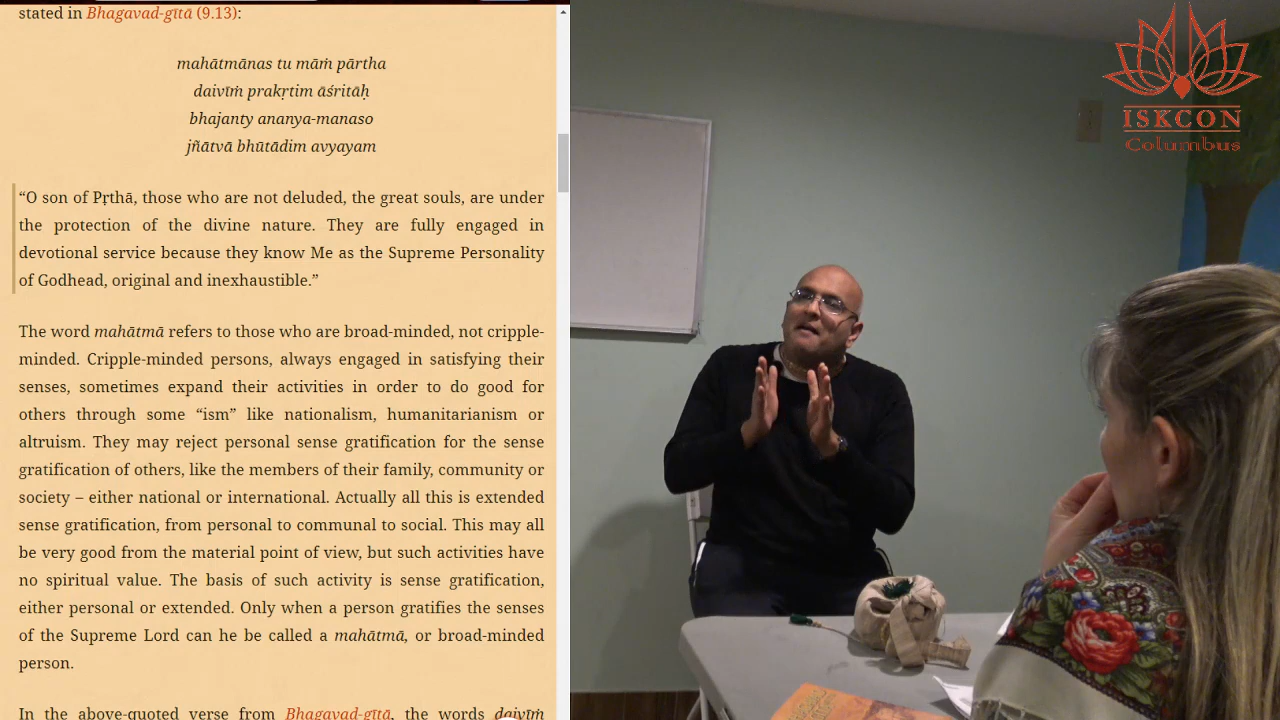 stated in Bhagavad-gītā (9.13):
mahātmānas tu māṁ pārtha
daivīṁ prakṛtim āśritāḥ
bhajanty ananya-manaso
jñātvā bhūtādim avyayam
“O son of Pṛthā, those who are not deluded, the great souls, are under
the protection of the divine nature. They are fully engaged in
devotional service because they know Me as the Supreme Personality
of Godhead, original and inexhaustible.”
The word mahātmā refers to those who are broad-minded, not cripple-
minded. Cripple-minded persons, always engaged in satisfying their
senses, sometimes expand their activities in order to do good for
others through some “ism” like nationalism, humanitarianism or
altruism. They may reject personal sense gratification for the sense
gratification of others, like the members of their family, community or
society – either national or international. Actually all this is extended
sense gratification, from personal to communal to social. This may all
be very good from the material point of view, but such activities have
no spiritual value. The basis of such activity is sense gratification,
either personal or extended. Only when a person gratifies the senses
of the Supreme Lord can he be called a mahātmā, or broad-minded
person.
In the above-quoted verse from Bhagavad-gītā, the words daivīṁ
ISKCON
Columbus